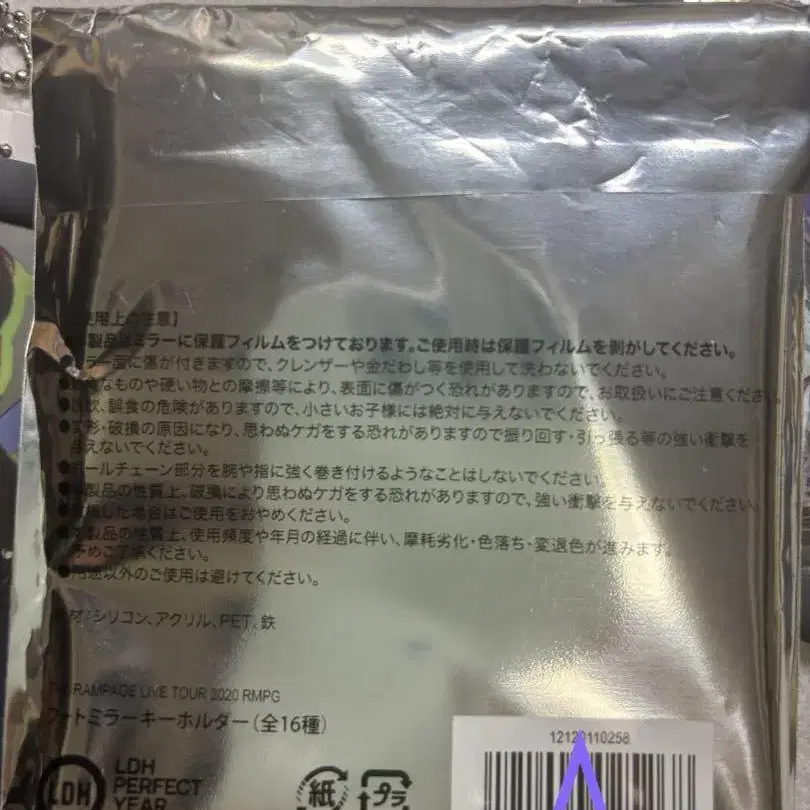 使用上の注意】
製品はミラーに保護フィルムをつけております。ご使用時は保護フィルムを剥がしてください。
ラー面に傷が付きますので、クレンザーや金だわし等を使用して洗わないでください。
なものや硬い物との摩擦等により、表面に傷がつく恐れがありますので、お取扱いにご注意くださ
飲、誤食の危険がありますので、小さいお子様には絶対に与えないでください。
●変形・破損の原因になり、思わぬケガをする恐れがありますので振り回す・引っ張る等の強い衝撃を
与えないでください。
●ボールチェーン部分を腕や指に強く巻き付けるようなことはしないでください。
製品の性質上、破損により思わぬケガをする恐れがありますので、強い衝撃を与えないでください。
損した場合はご使用をおやめください。
●本製品の性質上、使用頻度や年月の経過に伴い、摩耗劣化・色落ち・変退色が進みます。
予めご了承ください。
●用途以外のご使用は避けてください。
材:シリコン、アクリル、PET、鉄
THE RAMPAGE LIVE TOUR 2020 RMPG
フォトミラーキーホルダー(全16種)
LDH
LDH
PERFECT
YEAR
紙
プラ
12120110258